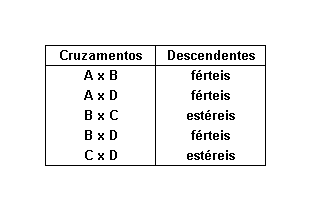 Cruzamentos Descendentes
A x B férteis
A x D férteis
B x C estéreis
B x D férteis
C x D estéreis